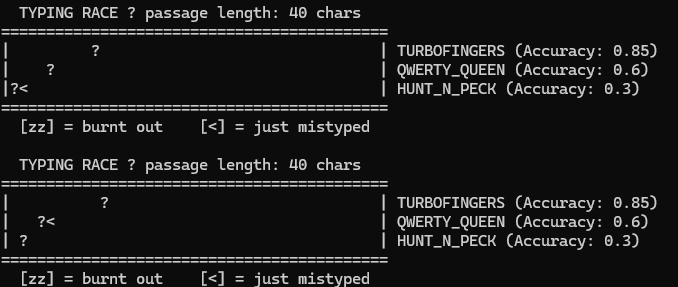 TYPING RACE ? passage length: 40 chars
===========================================
|         ?                               | TURBOFINGERS (Accuracy: 0.85)
|    ?                                    | QWERTY_QUEEN (Accuracy: 0.6)
|?<                                       | HUNT_N_PECK (Accuracy: 0.3)
===========================================
[zz] = burnt out    [<] = just mistyped
TYPING RACE ? passage length: 40 chars
===========================================
|          ?                              | TURBOFINGERS (Accuracy: 0.85)
|   ?<                                    | QWERTY_QUEEN (Accuracy: 0.6)
| ?                                       | HUNT_N_PECK (Accuracy: 0.3)
===========================================
[zz] = burnt out    [<] = just mistyped